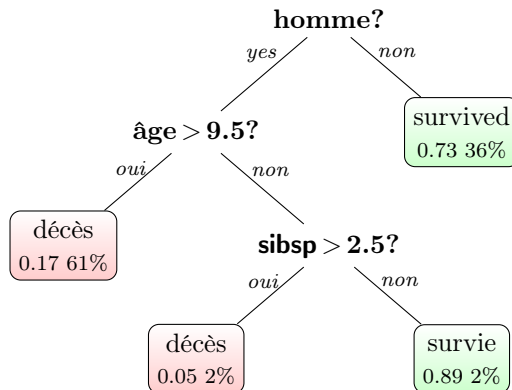 homme?
yes
non
âge > 9.5?
survived
0.73 36%
oui
non
décès
0.17 61%
sibsp > 2.5?
oui
non
décès
0.05 2%
survie
0.89 2%